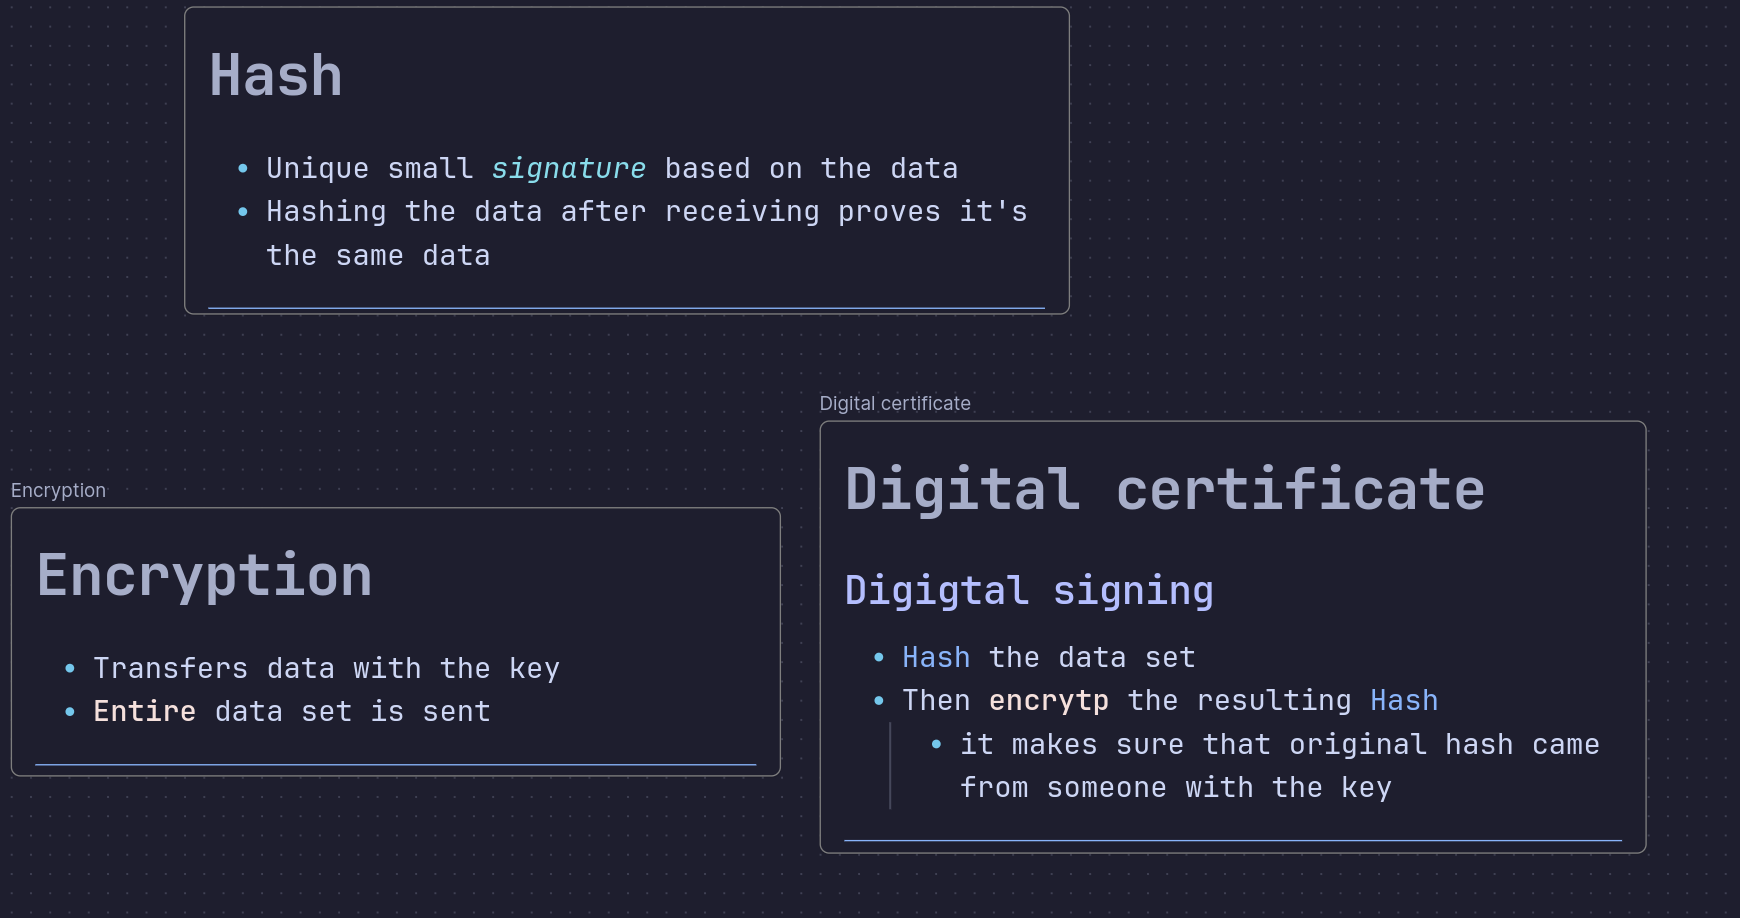 Hash
• Unique small signature based on the data
• Hashing the data after receiving proves it's
the same data
Digital certificate
Digital certificate
Digigtal signing
• Hash the data set
• Then encrytp the resulting Hash
• it makes sure that original hash came
from someone with the key
Encryption
Encryption
• Transfers data with the key
• Entire data set is sent